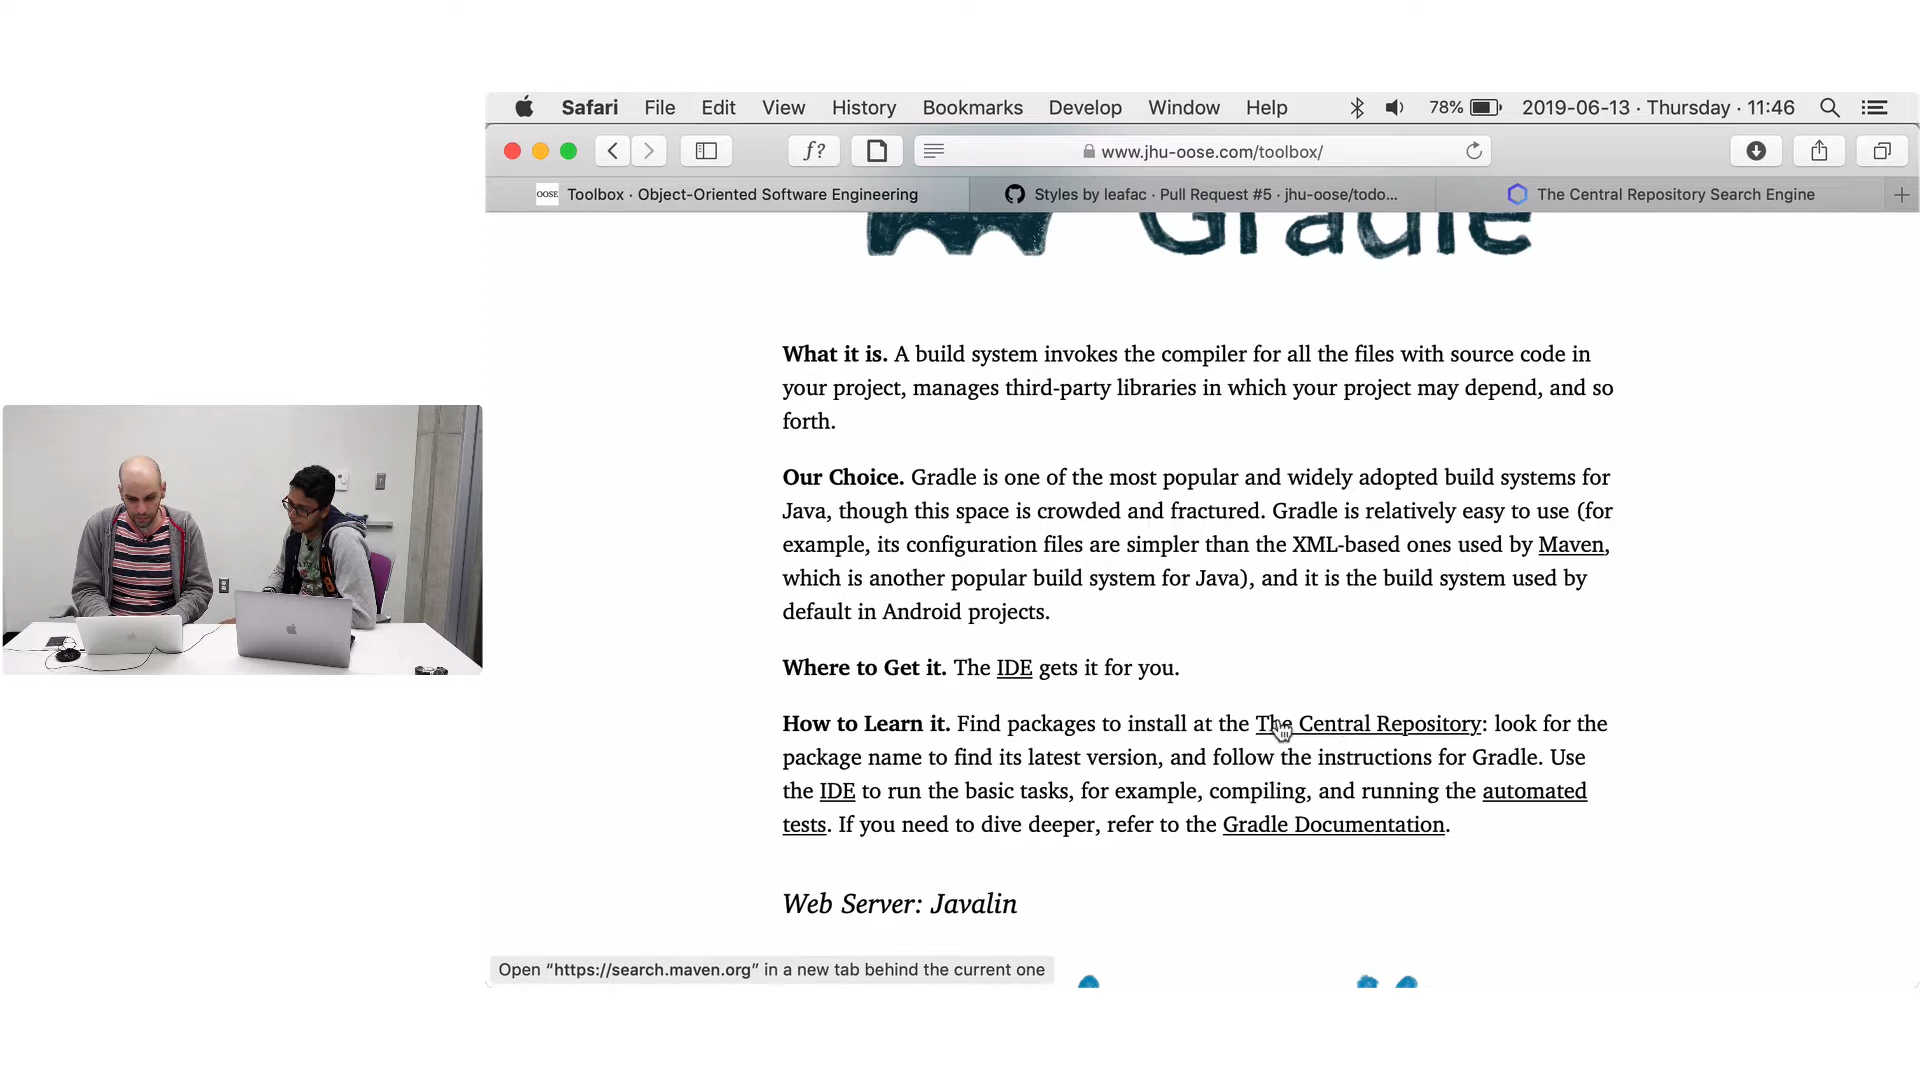 Safari File Edit View History Bookmarks Develop Window Help 78% 2019-06-13 · Thursday · 11:46
f? www.jhu-oose.com/toolbox/
OOSE Toolbox · Object-Oriented Software Engineering Styles by leafac · Pull Request #5 · jhu-oose/todo... The Central Repository Search Engine
Gradle
What it is. A build system invokes the compiler for all the files with source code in
your project, manages third-party libraries in which your project may depend, and so
forth.
Our Choice. Gradle is one of the most popular and widely adopted build systems for
Java, though this space is crowded and fractured. Gradle is relatively easy to use (for
example, its configuration files are simpler than the XML-based ones used by Maven,
which is another popular build system for Java), and it is the build system used by
default in Android projects.
Where to Get it. The IDE gets it for you.
How to Learn it. Find packages to install at the The Central Repository: look for the
package name to find its latest version, and follow the instructions for Gradle. Use
the IDE to run the basic tasks, for example, compiling, and running the automated
tests. If you need to dive deeper, refer to the Gradle Documentation.
Web Server: Javalin
Open “https://search.maven.org” in a new tab behind the current one